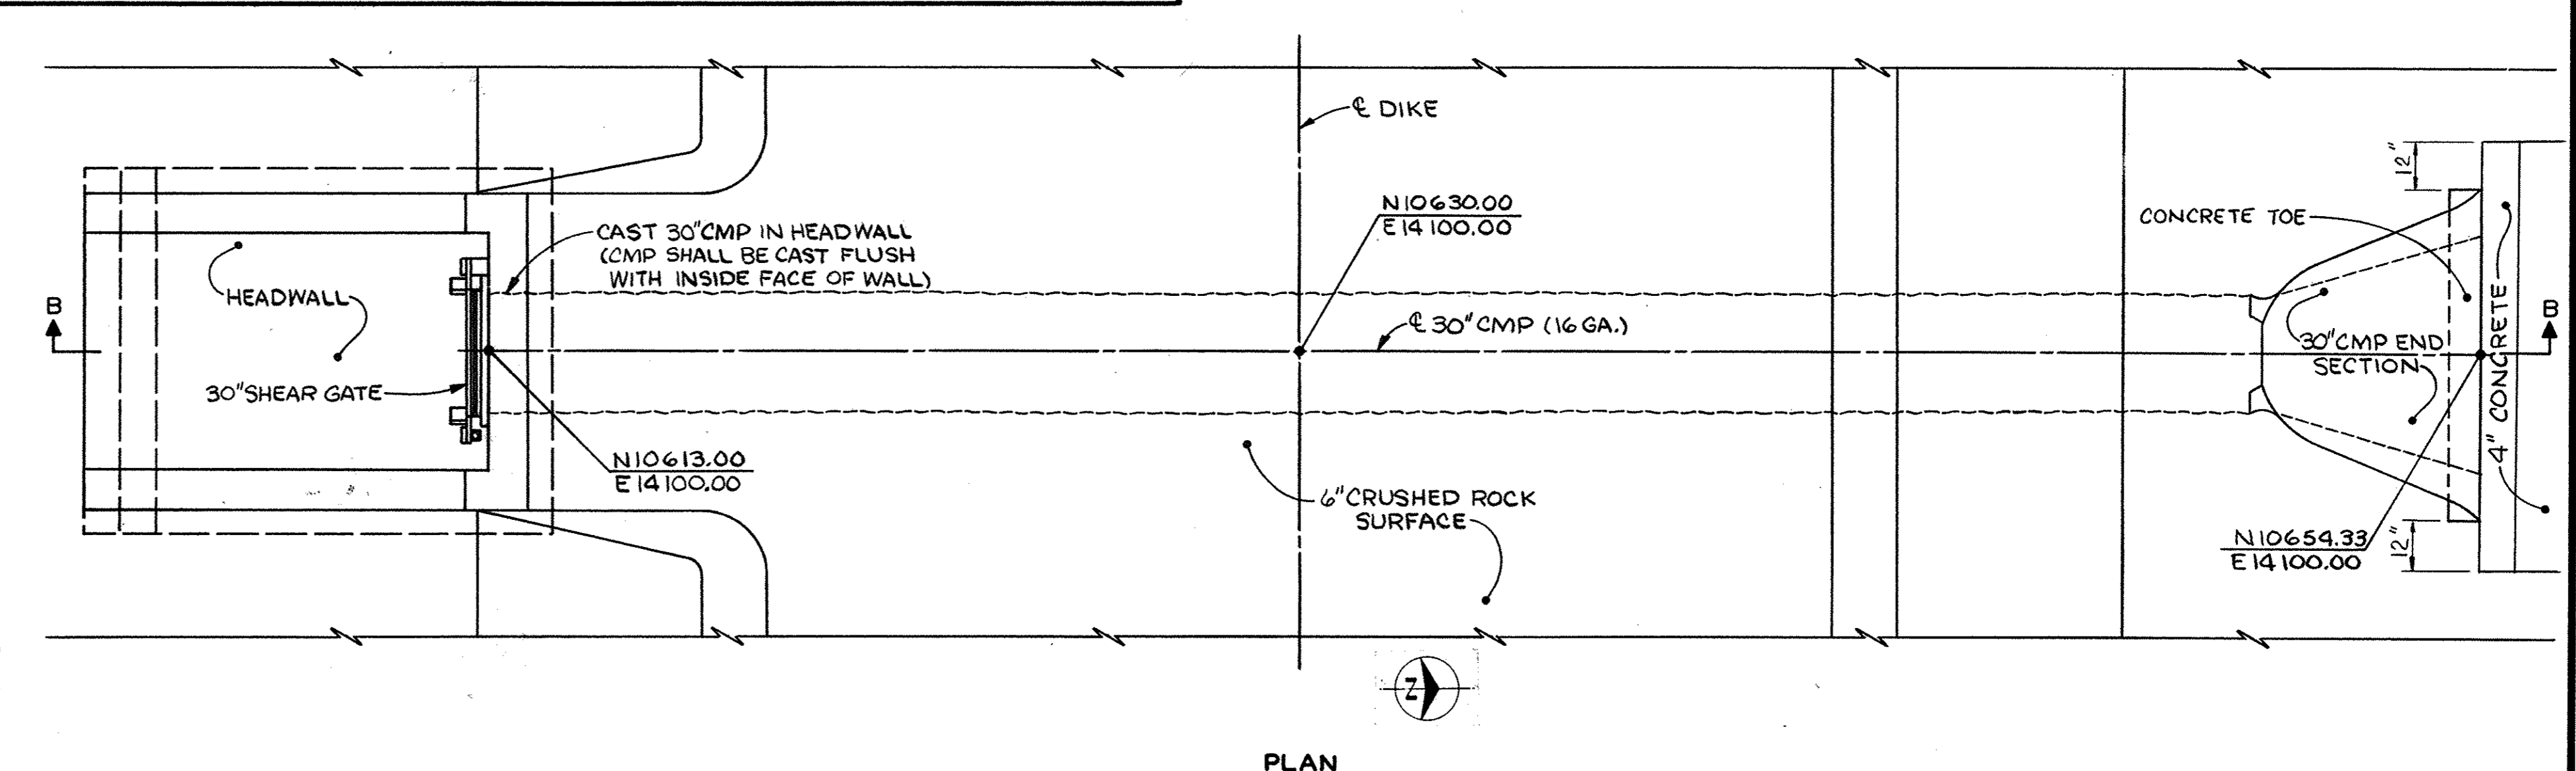 ℄ DIKE
12"
N10630.00
E14100.00
CONCRETE TOE
CAST 30"CMP IN HEADWALL
(CMP SHALL BE CAST FLUSH
WITH INSIDE FACE OF WALL)
HEADWALL
B
B
℄ 30" CMP (16 GA.)
30"CMP END
SECTION
4" CONCRETE
30"SHEAR GATE
N10613.00
E14100.00
6"CRUSHED ROCK
SURFACE
N10654.33
E14100.00
12"
Z
PLAN